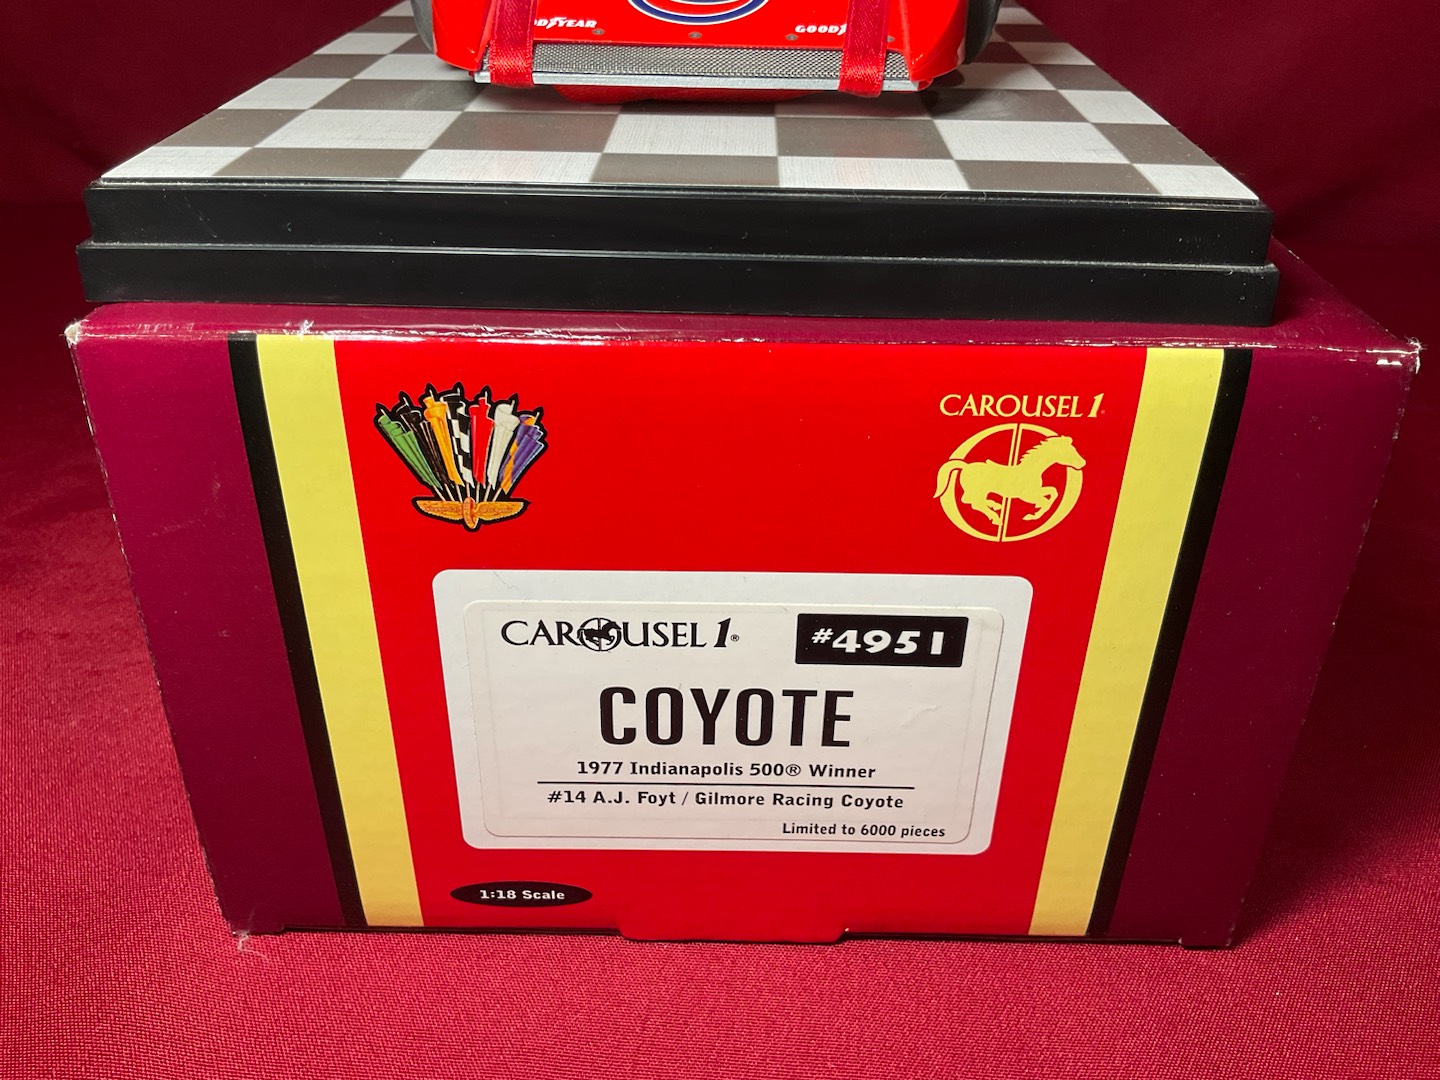 GOODYEAR
GOODYEAR
CAROUSEL 1
CAROUSEL 1®
#4951
COYOTE
1977 Indianapolis 500® Winner
#14 A.J. Foyt / Gilmore Racing Coyote
Limited to 6000 pieces
1:18 Scale